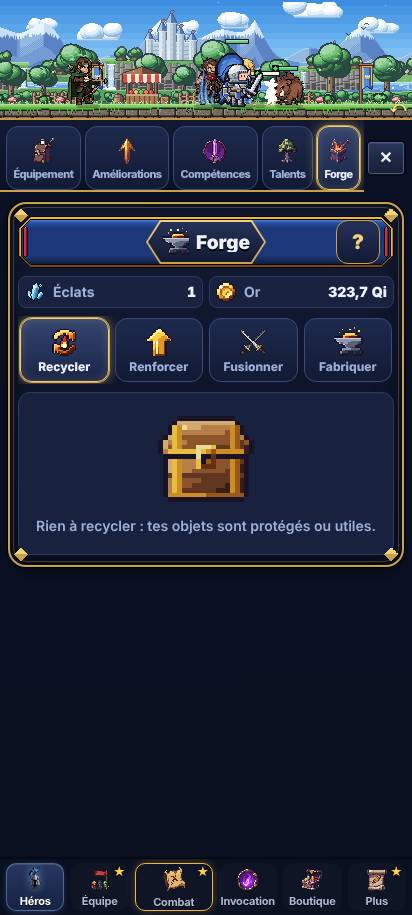 Équipement
Améliorations
Compétences
Talents
Forge
×
Forge
?
Éclats 1
Or 323,7 Qi
Recycler
Renforcer
Fusionner
Fabriquer
Rien à recycler : tes objets sont protégés ou utiles.
Héros
Équipe
Combat
Invocation
Boutique
Plus